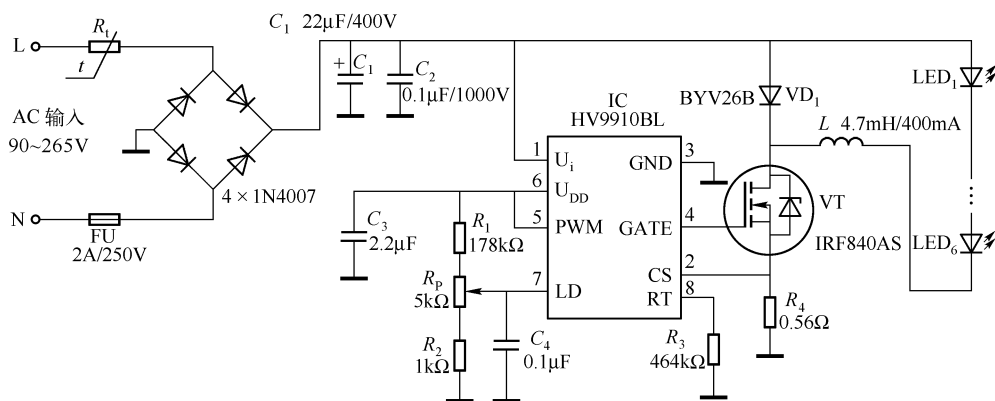 C₁ 22μF/400V
L
Rt
t
AC 输入
90~265V
N
FU
2A/250V
4×1N4007
+
C₁
C₂
0.1μF/1000V
IC
HV9910BL
1
Ui
6
UDD
5
PWM
7
LD
GND
3
GATE
4
CS
2
RT
8
C₃
2.2μF
R₁
178kΩ
RP
5kΩ
R₂
1kΩ
C₄
0.1μF
R₃
464kΩ
BYV26B
VD₁
L 4.7mH/400mA
VT
IRF840AS
R₄
0.56Ω
LED₁
LED₆